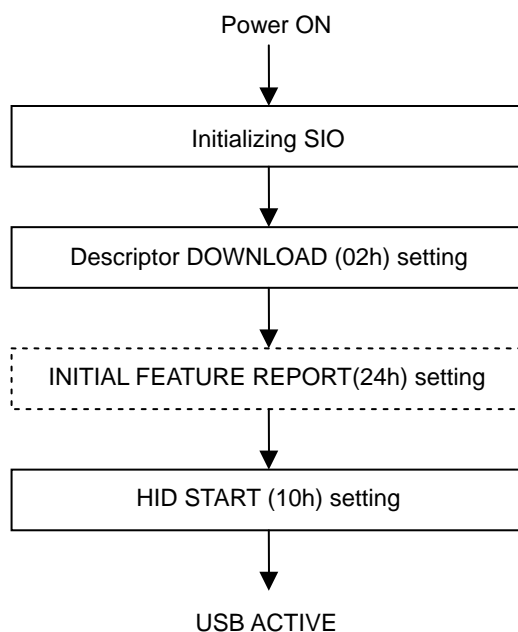 Power ON
Initializing SIO
Descriptor DOWNLOAD (02h) setting
INITIAL FEATURE REPORT(24h) setting
HID START (10h) setting
USB ACTIVE